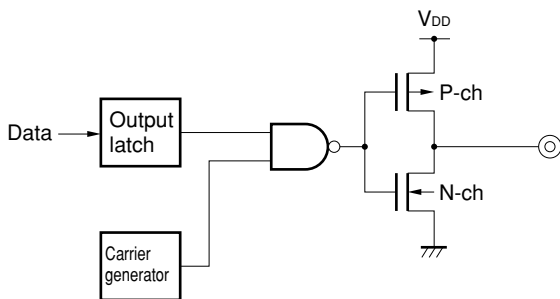 VDD
P-ch
Data
Output
latch
N-ch
Carrier
generator